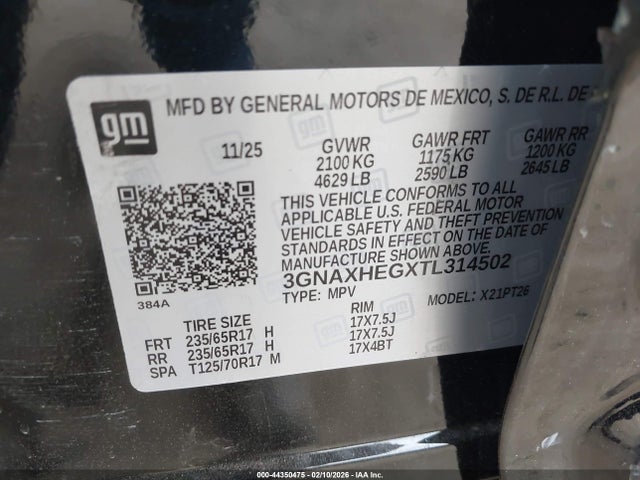 gm
MFD BY GENERAL MOTORS DE MEXICO, S. DE R.L. DE
11/25 GVWR GAWR FRT GAWR RR
2100 KG 1175 KG 1200 KG
4629 LB 2590 LB 2645 LB
THIS VEHICLE CONFORMS TO ALL
APPLICABLE U.S. FEDERAL MOTOR
VEHICLE SAFETY AND THEFT PREVENTION
STANDARDS IN EFFECT ON THE DATE OF
MANUFACTURE SHOWN ABOVE.
3GNAXHEGXTL314502
384A
TYPE: MPV MODEL: X21PT26
TIRE SIZE RIM
FRT 235/65R17 H 17X7.5J
RR 235/65R17 H 17X7.5J
SPA T125/70R17 M 17X4BT
000-44350475 - 02/10/2026 - IAA Inc.